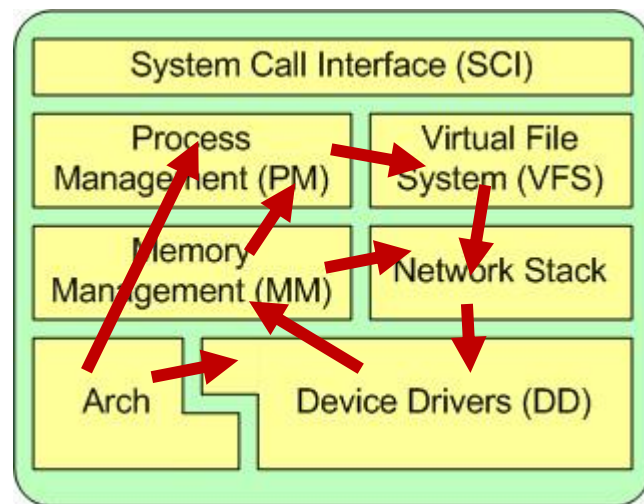 System Call Interface (SCI)
Process
Management (PM)
Virtual File
System (VFS)
Memory
Management (MM)
Network Stack
Arch
Device Drivers (DD)